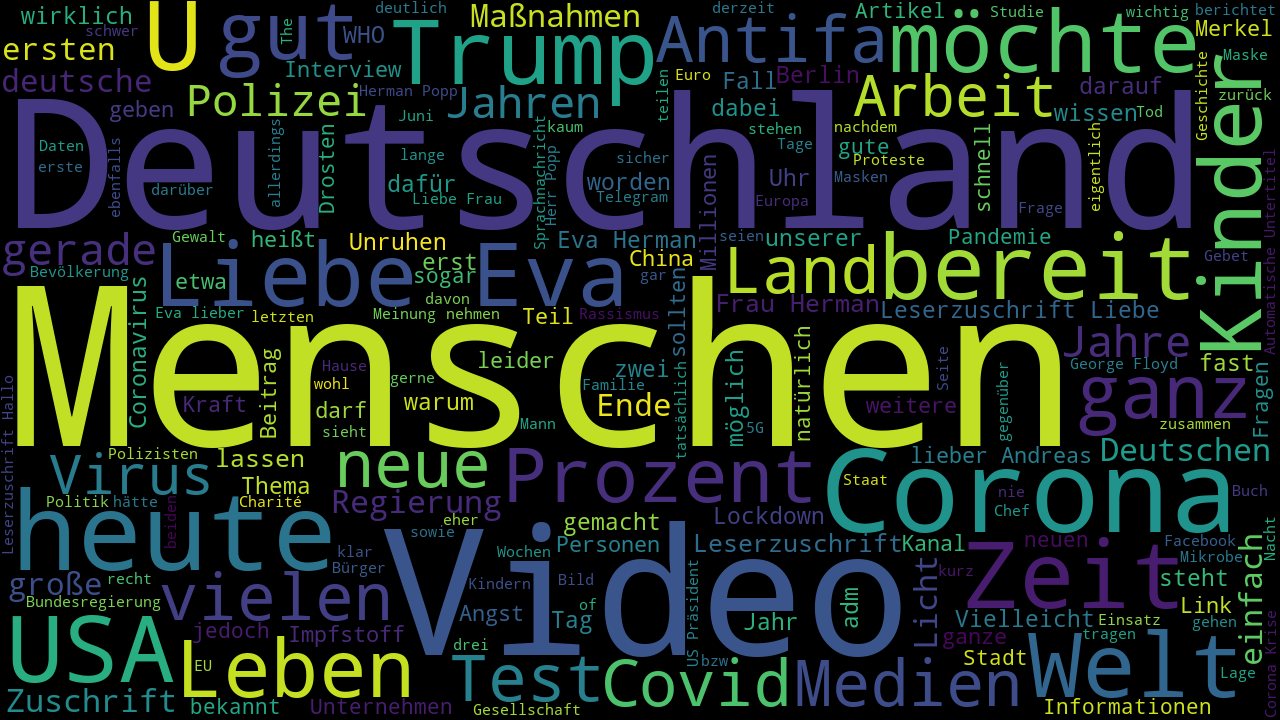 wirklich
schwer
ersten
U
gut
The
WHO
deutlich
Maßnahmen
derzeit
Artikel
Studie
wichtig
berichtet
Merkel
deutsche
Interview
Trump
Antifa
möchte
Maske
zurück
Euro
teilen
Fall
Berlin
darauf
geben
Polizei
Herman Popp
Jahren
Juni
kaum
dabei
stehen
nachdem
Arbeit
wissen
Tod
Geschichte
Kinder
Deutschland
Daten
erste
ebenfalls
darüber
allerdings
Drosten
lange
dafür
Liebe Frau
Sprachnachricht
Herr Popp
sicher
worden
Telegram
Millionen
Tage
gute
Proteste
Masken
Uhr
Europa
schnell
Frage
eigentlich
Automatische Untertitel
gerade
Gewalt
heißt
Unruhen
erst
sogar
Eva Herman
seien
unserer
China
gar
Pandemie
Gebet
Bevölkerung
etwa
Liebe
Eva
davon
Land
bereit
Coronavirus
Eva lieber
letzten
Meinung nehmen
Teil
Rassismus
sollten
Frau Herman
Leserzuschrift Liebe
Menschen
Hause
wohl
gerne
leider
zwei
Familie
tatsächlich
möglich
natürlich
Jahre
George Floyd
fast
Seite
gegenüber
Kraft
Beitrag
darf
sieht
warum
Ende
Mann
5G
weitere
ganz
Fragen
zusammen
Leserzuschrift Hallo
Virus
Polizisten
lassen
neue
Prozent
lieber Andreas
Deutschen
Thema
Politik
hätte
Charité
Regierung
Staat
nie
Chef
Buch
Corona
heute
beiden
eher
sowie
gemacht
Lockdown
klar
Bürger
Wochen
Personen
Leserzuschrift
Kanal
neuen
Facebook
Mikrobe
Nacht
große
recht
Bundesregierung
vielen
Video
Kindern
Bild
Angst
of
Tag
US Präsident
Jahr
adm
Licht
kurz
Zeit
steht
einfach
Vielleicht
Link
Einsatz
gehen
tragen
jedoch
Impfstoff
USA
EU
Leben
drei
bzw
ganze
Stadt
Welt
Lage
Corona Krise
Zuschrift
bekannt
Unternehmen
Test
Gesellschaft
Covid
Medien
Informationen